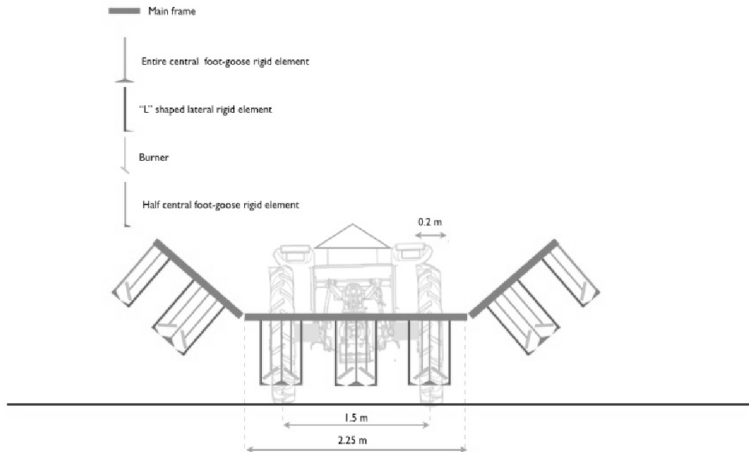 Main frame
Entire central foot-goose rigid element
"L" shaped lateral rigid element
Burner
Half central foot-goose rigid element
0.2 m
1.5 m
2.25 m